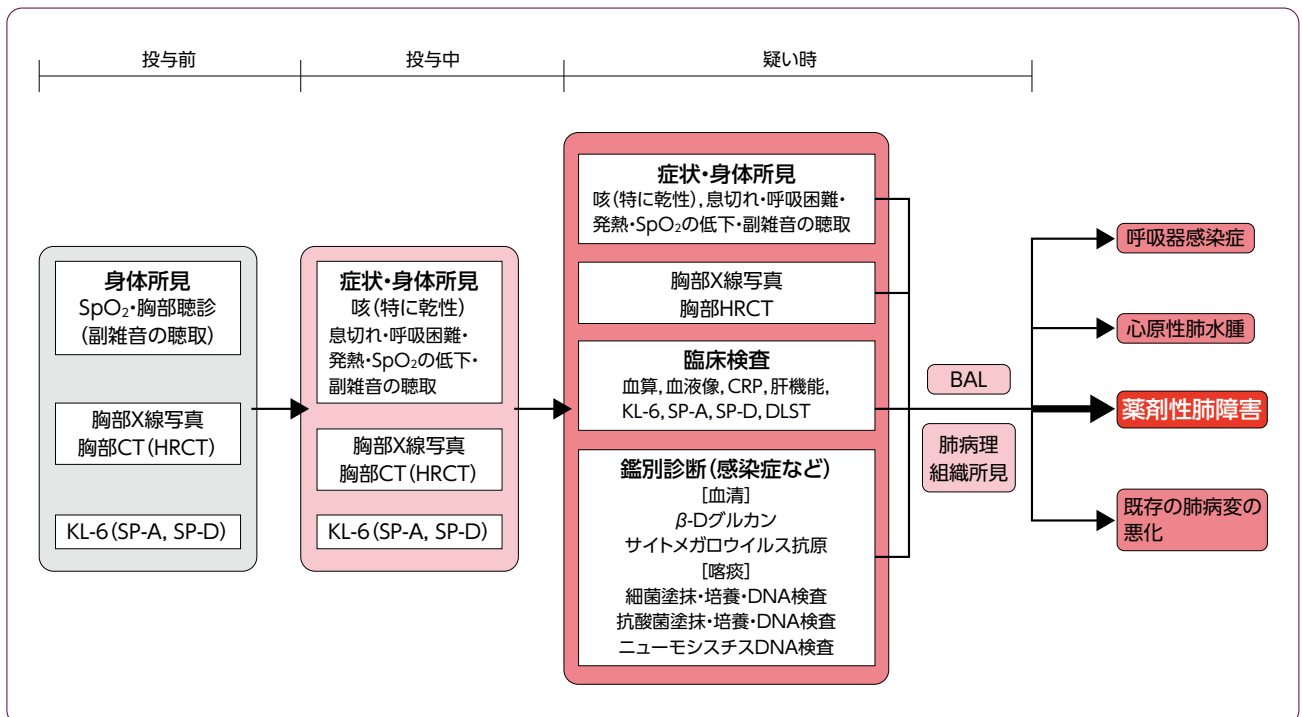 投与前
投与中
疑い時
身体所見
SpO₂・胸部聴診
(副雑音の聴取)
胸部X線写真
胸部CT(HRCT)
KL-6(SP-A, SP-D)
症状・身体所見
咳(特に乾性)
息切れ・呼吸困難・
発熱・SpO₂の低下・
副雑音の聴取
胸部X線写真
胸部CT(HRCT)
KL-6(SP-A, SP-D)
症状・身体所見
咳(特に乾性),息切れ・呼吸困難・
発熱・SpO₂の低下・副雑音の聴取
胸部X線写真
胸部HRCT
臨床検査
血算,血液像,CRP,肝機能,
KL-6,SP-A,SP-D,DLST
鑑別診断(感染症など)
[血清]
β-Dグルカン
サイトメガロウイルス抗原
[喀痰]
細菌塗抹・培養・DNA検査
抗酸菌塗抹・培養・DNA検査
ニューモシスチスDNA検査
BAL
肺病理
組織所見
呼吸器感染症
心原性肺水腫
薬剤性肺障害
既存の肺病変の
悪化